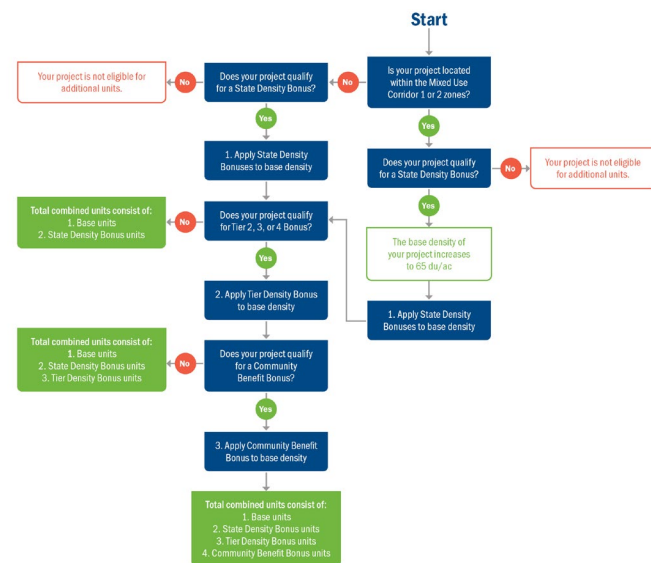 Start
Is your project located
within the Mixed Use
Corridor 1 or 2 zones?
No
Does your project qualify
for a State Density Bonus?
No
Your project is not eligible for
additional units.
Yes
1. Apply State Density
Bonuses to base density
Yes
Does your project qualify
for a State Density Bonus?
No
Your project is not eligible
for additional units.
Yes
The base density of
your project increases
to 65 du/ac
1. Apply State Density
Bonuses to base density
Does your project qualify
for Tier 2, 3, or 4 Bonus?
No
Total combined units consist of:
1. Base units
2. State Density Bonus units
Yes
2. Apply Tier Density Bonus
to base density
Does your project qualify
for a Community
Benefit Bonus?
No
Total combined units consist of:
1. Base units
2. State Density Bonus units
3. Tier Density Bonus units
Yes
3. Apply Community Benefit
Bonus to base density
Total combined units consist of:
1. Base units
2. State Density Bonus units
3. Tier Density Bonus units
4. Community Benefit Bonus units